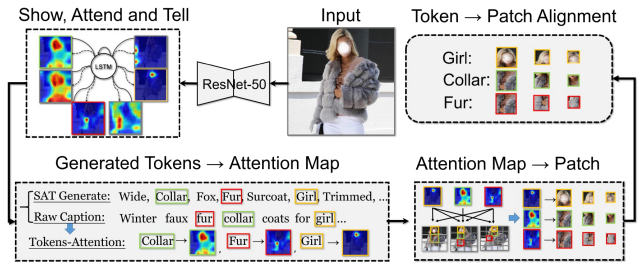 Show, Attend and Tell
Input
Token → Patch Alignment
LSTM
ResNet-50
Girl:
Collar:
Fur:
Generated Tokens → Attention Map
Attention Map → Patch
SAT Generate: Wide, Collar, Fox, Fur, Surcoat, Girl, Trimmed, ...
Raw Caption: Winter faux fur collar coats for girl...
Tokens-Attention: Collar → , Fur → , Girl →